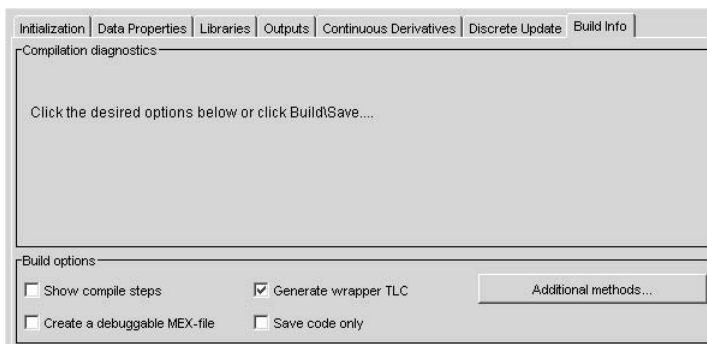 Initialization Data Properties Libraries Outputs Continuous Derivatives Discrete Update Build Info
Compilation diagnostics
Click the desired options below or click Build\Save....
Build options
Show compile steps Generate wrapper TLC Additional methods...
Create a debuggable MEX-file Save code only